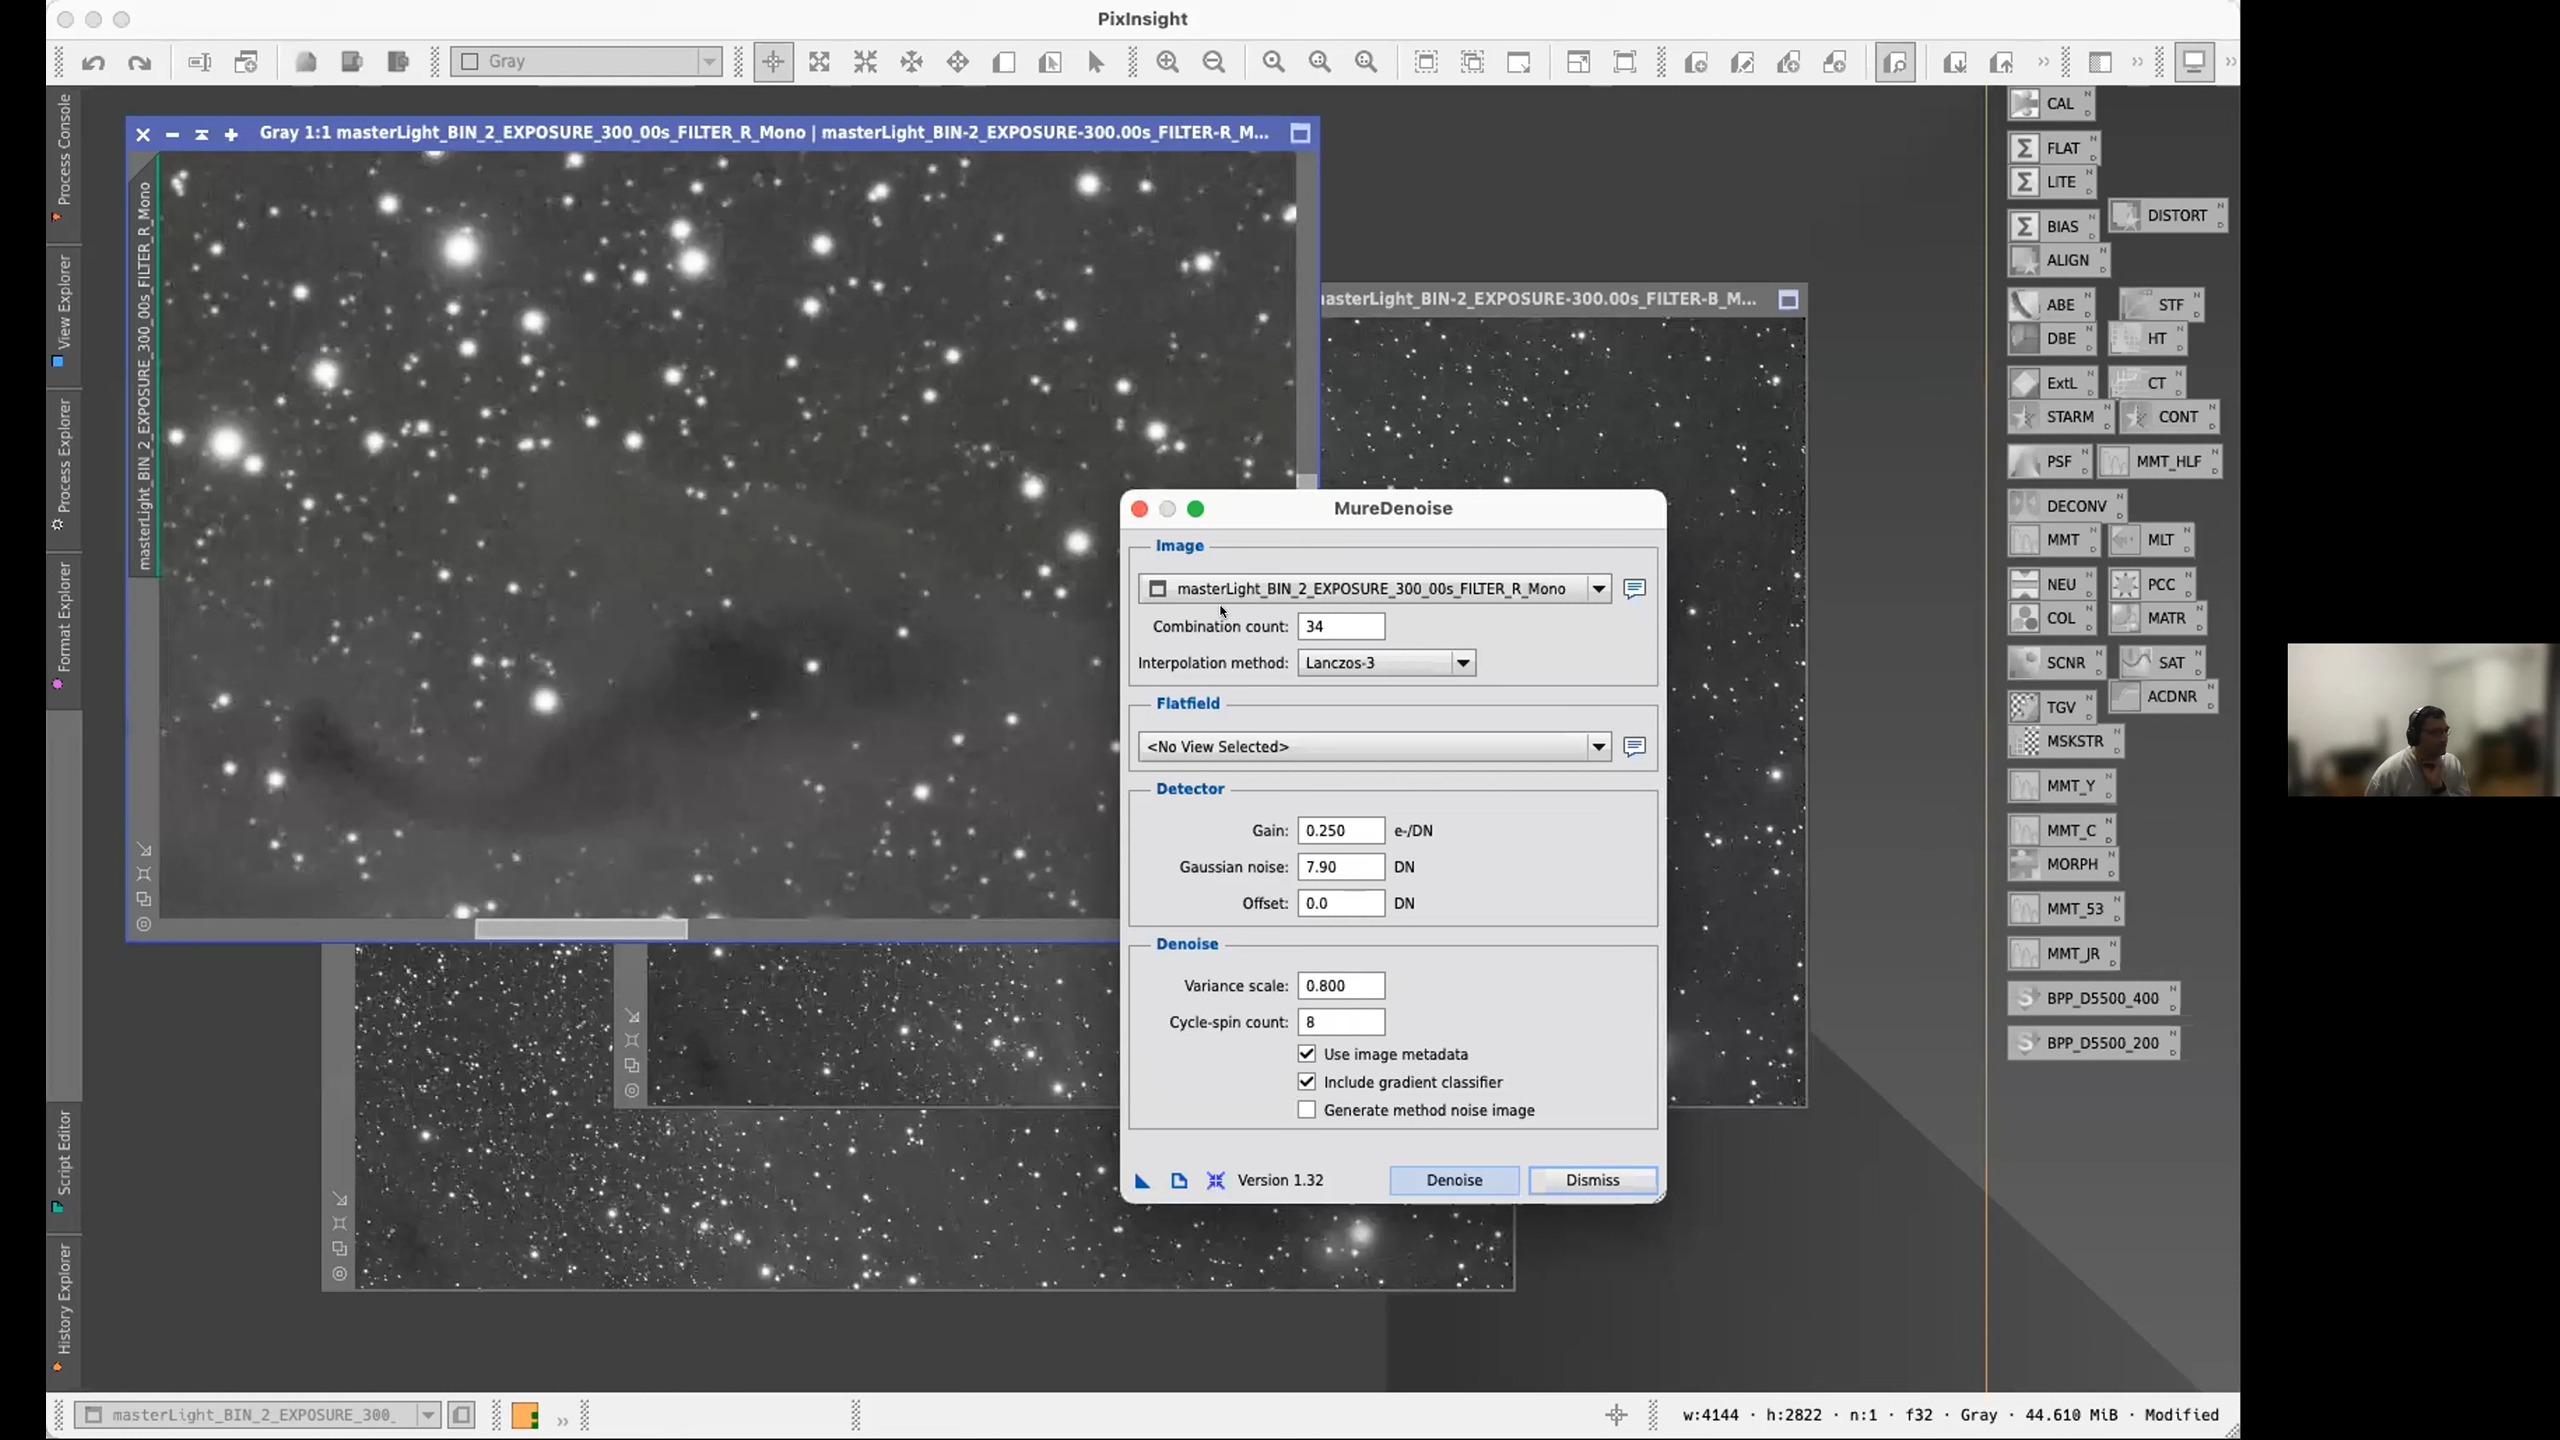 PixInsight
Gray
Process Console
View Explorer
Process Explorer
Format Explorer
Script Editor
History Explorer
Gray 1:1 masterLight_BIN_2_EXPOSURE_300_00s_FILTER_R_Mono | masterLight_BIN-2_EXPOSURE-300.00s_FILTER-R_M...
masterLight_BIN_2_EXPOSURE_300_00s_FILTER_R_Mono
masterLight_BIN-2_EXPOSURE-300.00s_FILTER-B_M...
MureDenoise
Image
masterLight_BIN_2_EXPOSURE_300_00s_FILTER_R_Mono
Combination count: 34
Interpolation method: Lanczos-3
Flatfield
<No View Selected>
Detector
Gain: 0.250 e-/DN
Gaussian noise: 7.90 DN
Offset: 0.0 DN
Denoise
Variance scale: 0.800
Cycle-spin count: 8
Use image metadata
Include gradient classifier
Generate method noise image
Version 1.32 Denoise Dismiss
CAL N D
FLAT N D
LITE N D
DISTORT N D
BIAS N D
ALIGN N D
ABE N D STF N D
DBE N D HT N D
ExtL N D CT N D
STARM N D CONT N D
PSF N D MMT_HLF N D
DECONV N D
MMT N D MLT N D
NEU N D PCC N D
COL N D MATR N D
SCNR N D SAT N D
ACDNR N D
TGV N D
MSKSTR N D
MMT_Y N D
MMT_C N D
MORPH N D
MMT_53 N D
MMT_JR N D
BPP_D5500_400 N D
BPP_D5500_200 N D
masterLight_BIN_2_EXPOSURE_300_
w:4144 · h:2822 · n:1 · f32 · Gray · 44.610 MiB · Modified